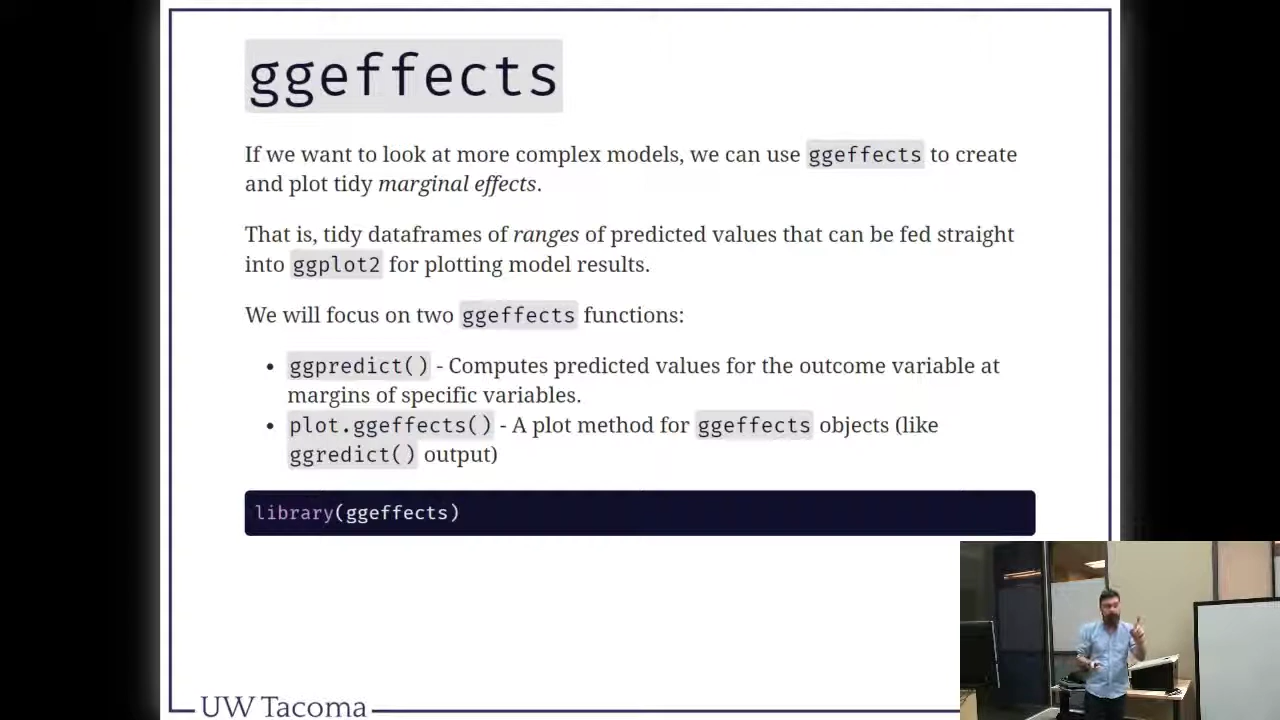 ggeffects
If we want to look at more complex models, we can use ggeffects to create
and plot tidy marginal effects.
That is, tidy dataframes of ranges of predicted values that can be fed straight
into ggplot2 for plotting model results.
We will focus on two ggeffects functions:
• ggpredict() - Computes predicted values for the outcome variable at
margins of specific variables.
• plot.ggeffects() - A plot method for ggeffects objects (like
ggredict() output)
library(ggeffects)
UW Tacoma